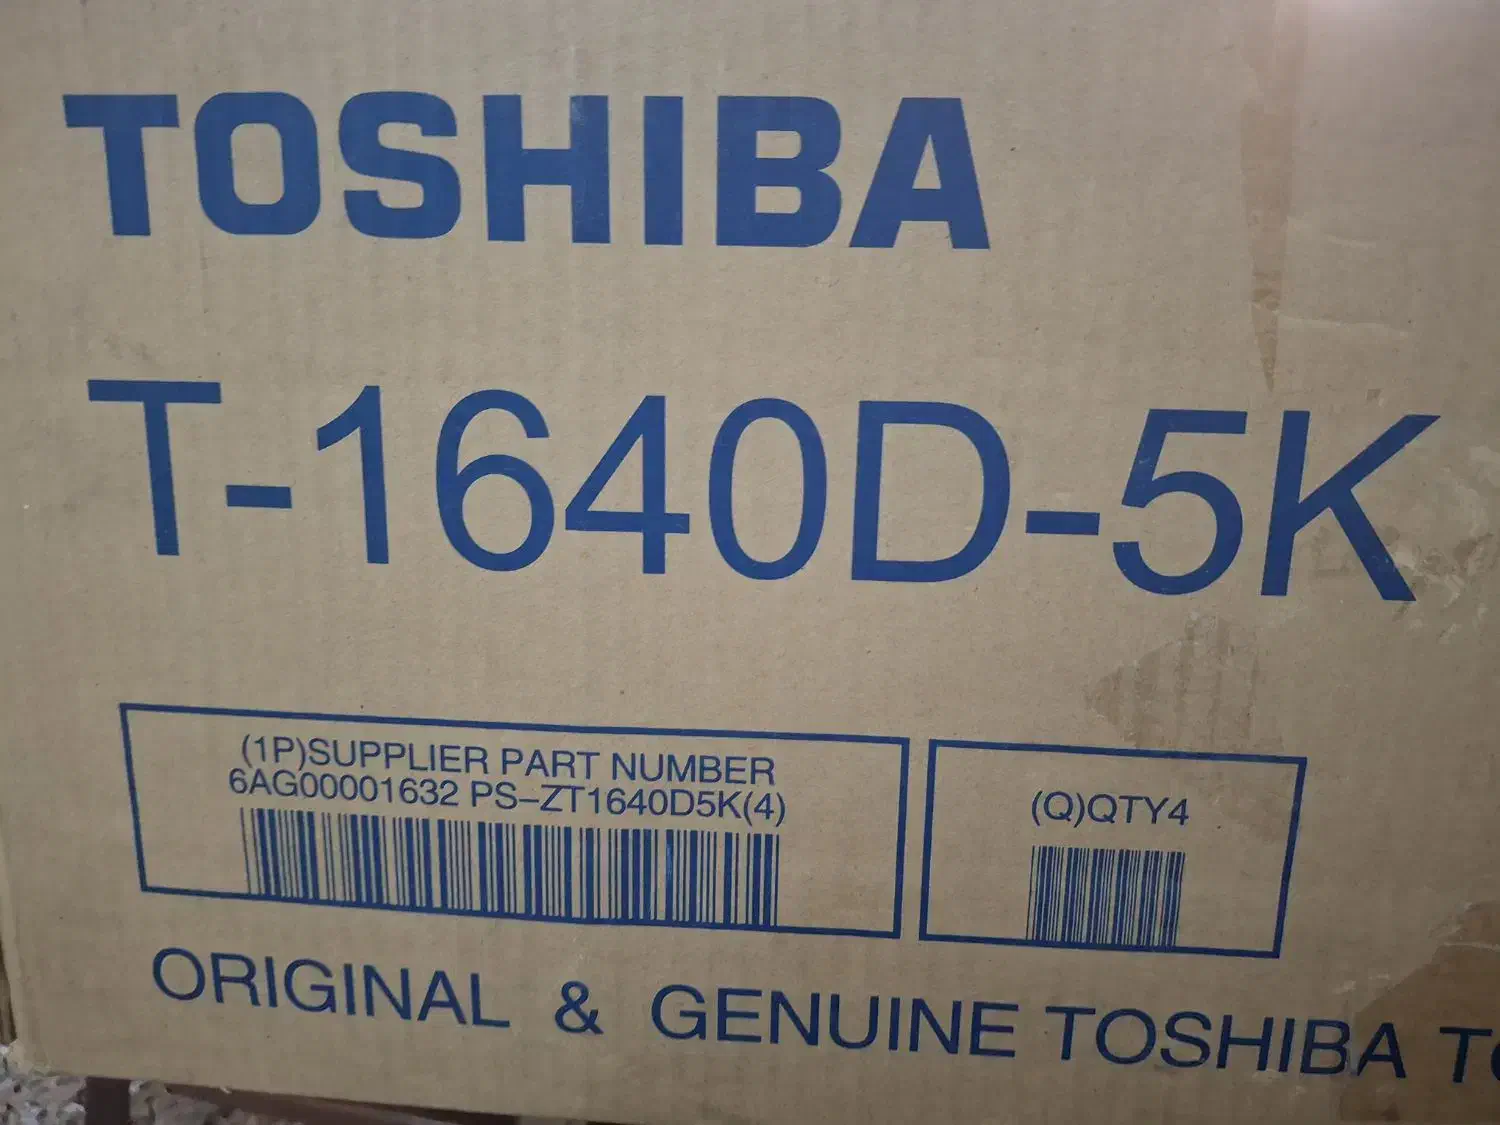 TOSHIBA
T-1640D-5K
(1P)SUPPLIER PART NUMBER
6AG00001632 PS-ZT1640D5K(4)
(Q)QTY4
ORIGINAL & GENUINE TOSHIBA